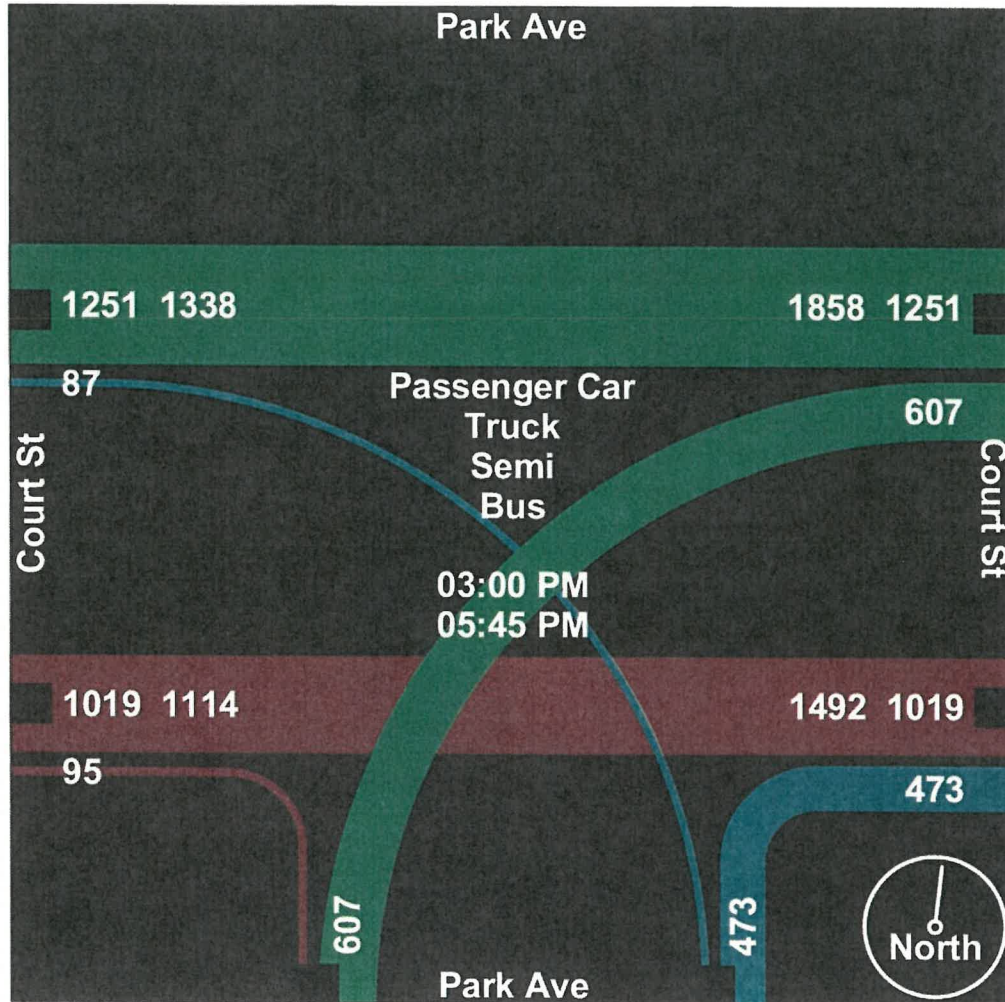 Park Ave
1251 1338
1858 1251
87
Passenger Car
Truck
Semi
Bus
607
Court St
Court St
03:00 PM
05:45 PM
1019 1114
1492 1019
95
473
607
473
North
Park Ave